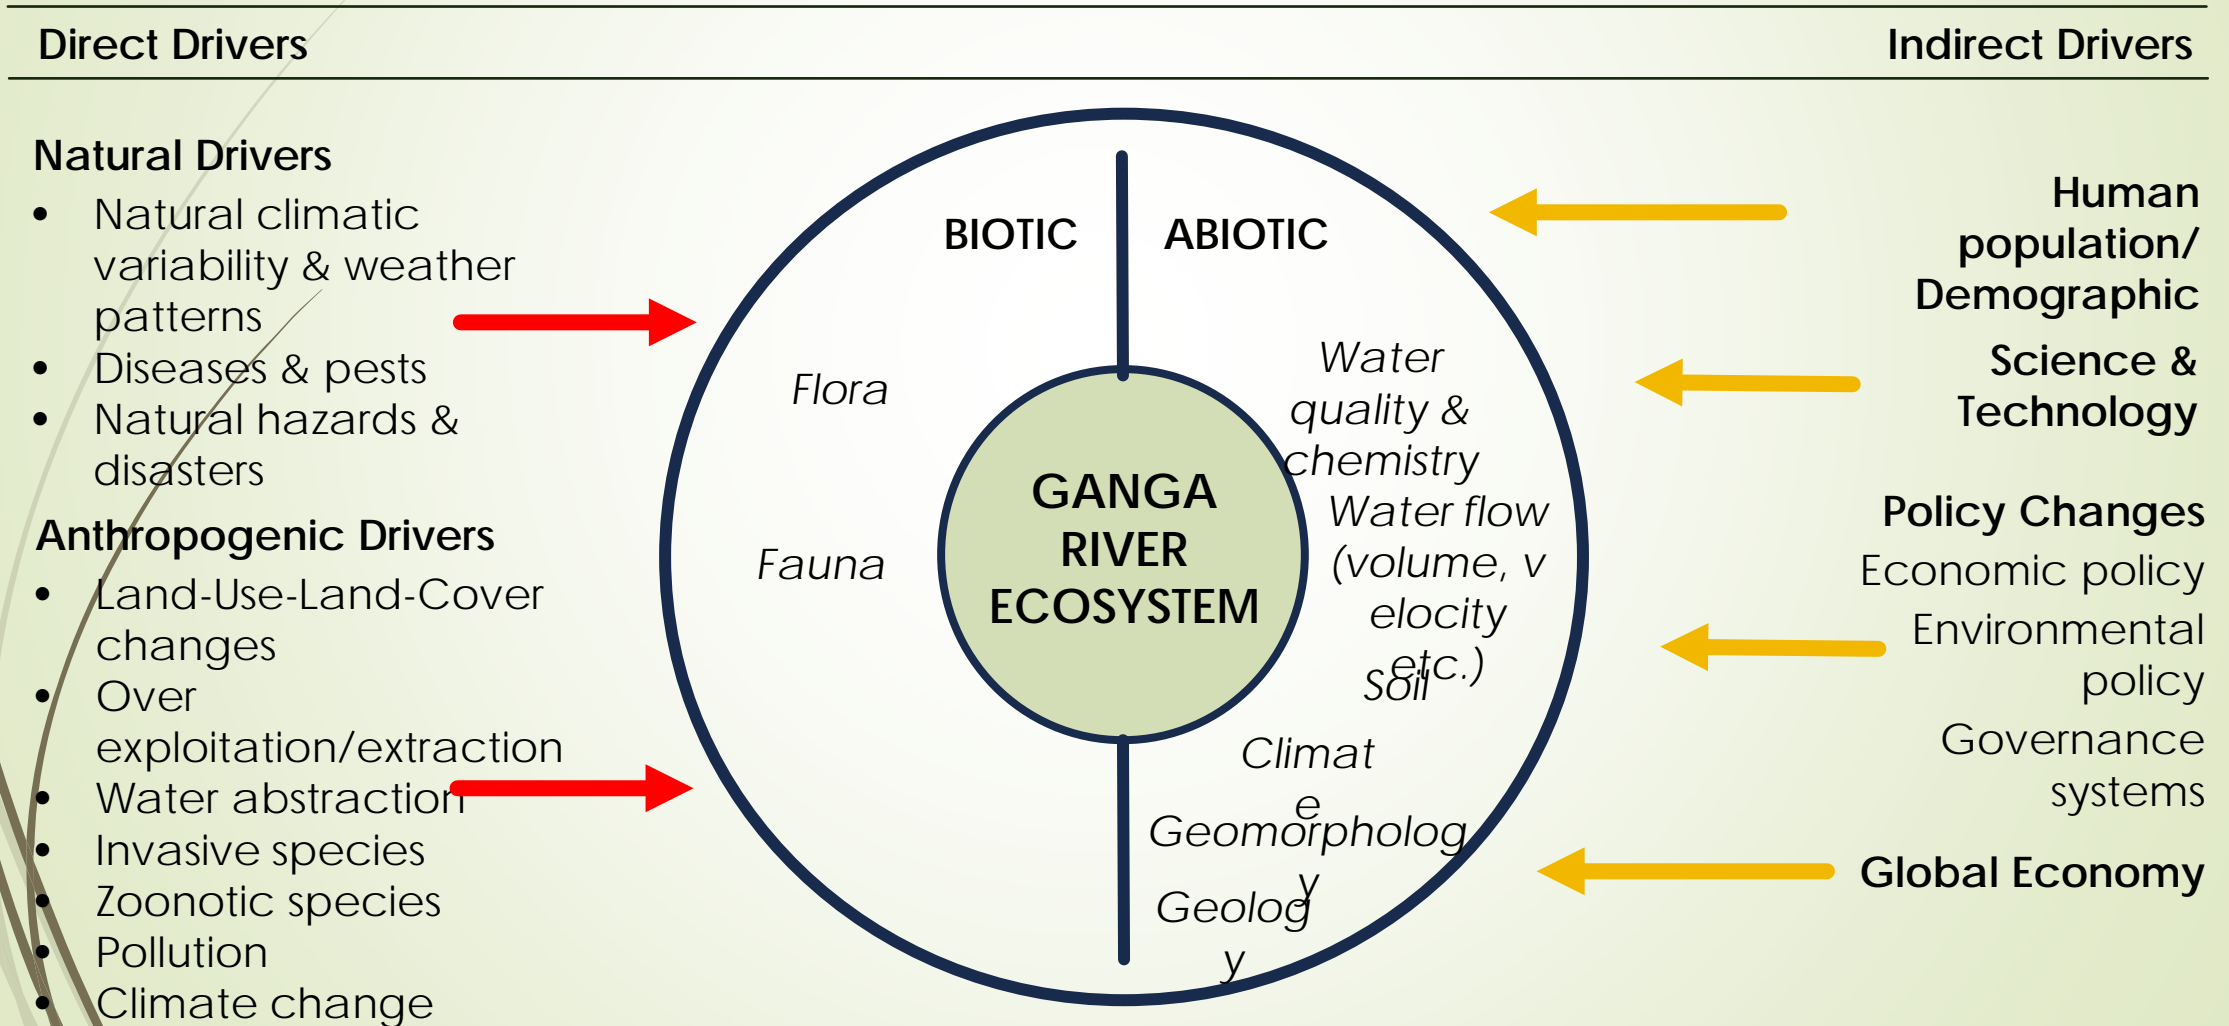 Direct Drivers
Indirect Drivers
Natural Drivers
• Natural climatic
variability & weather
patterns
• Diseases & pests
• Natural hazards &
disasters
Anthropogenic Drivers
• Land-Use-Land-Cover
changes
• Over
exploitation/extraction
• Water abstraction
• Invasive species
• Zoonotic species
• Pollution
• Climate change
BIOTIC
Flora
Fauna
GANGA
RIVER
ECOSYSTEM
ABIOTIC
Water
quality &
chemistry
Water flow
(volume, v
elocity
etc.)
Soil
Climat
e
Geomorpholog
y
Geolog
y
Human
population/
Demographic
Science &
Technology
Policy Changes
Economic policy
Environmental
policy
Governance
systems
Global Economy